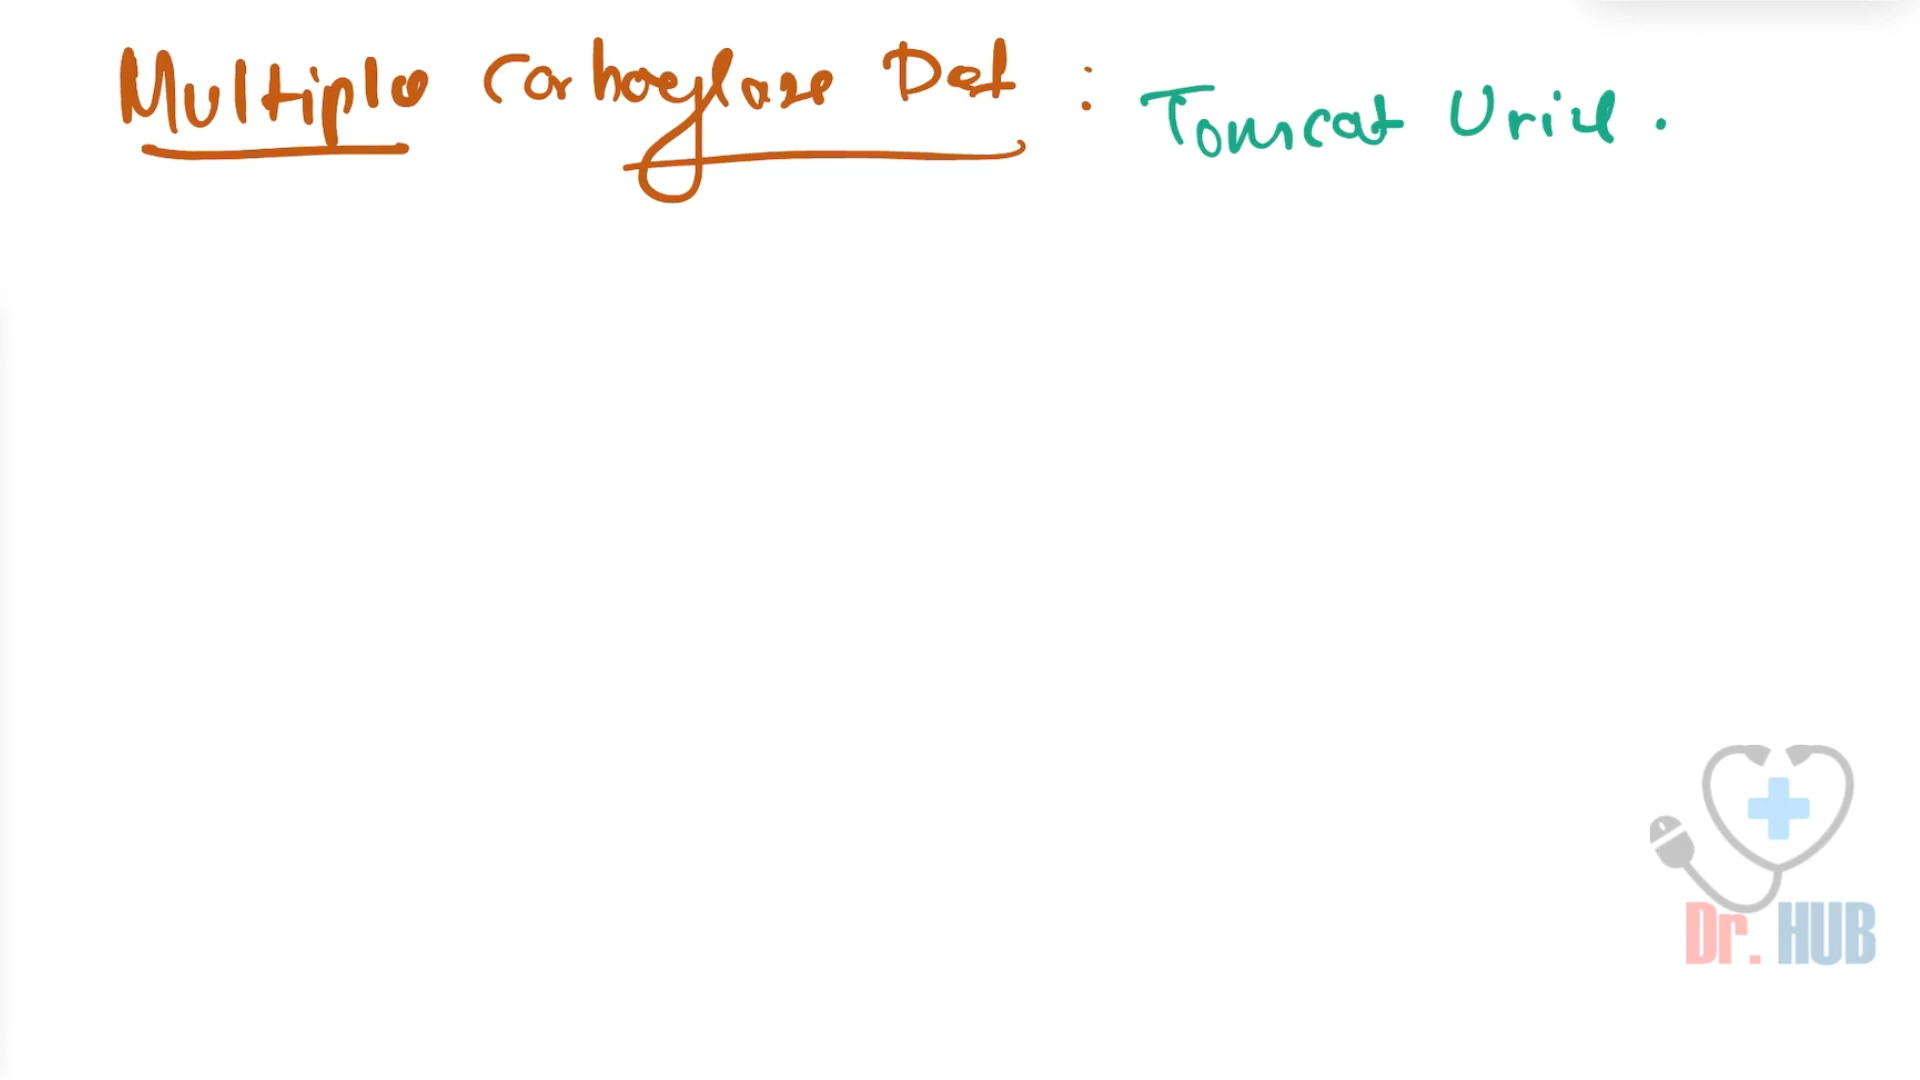 Multiple Carboxylase Def : Tomcat Urine.
Dr. HUB